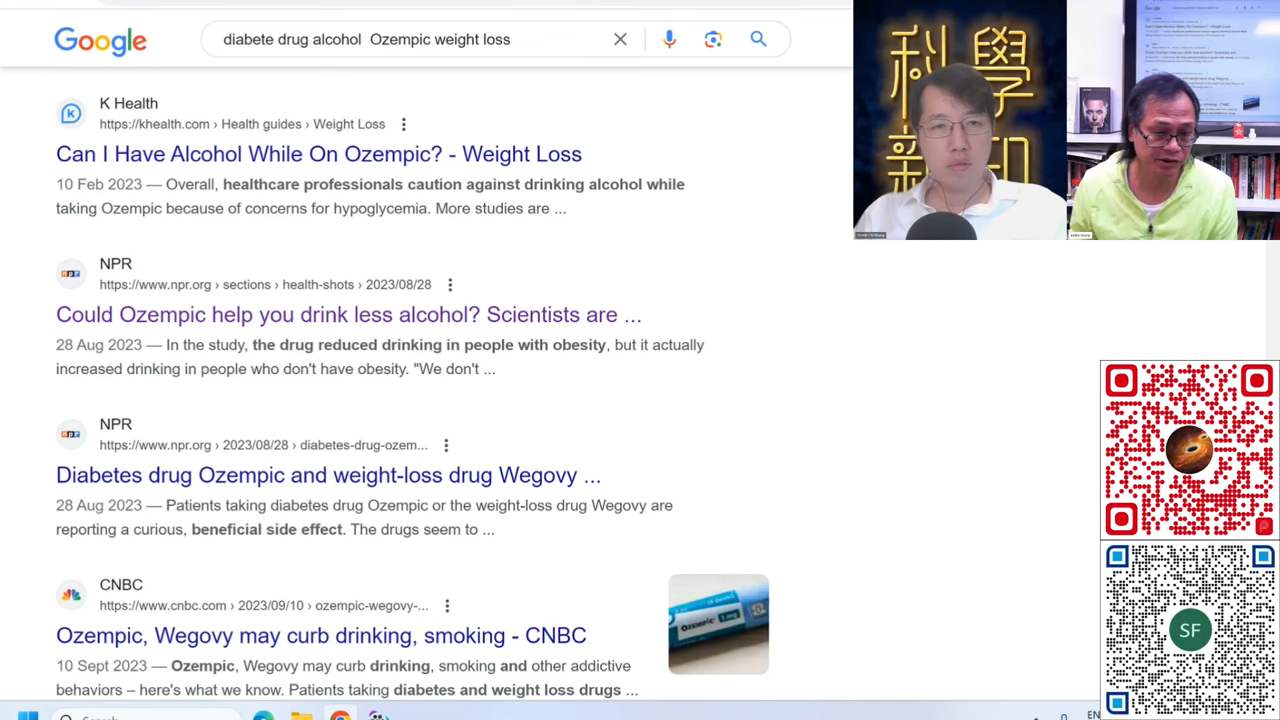 Google
diabete drug alcohol Ozempic
K Health
https://khealth.com › Health guides › Weight Loss
Can I Have Alcohol While On Ozempic? - Weight Loss
10 Feb 2023 — Overall, healthcare professionals caution against drinking alcohol while
taking Ozempic because of concerns for hypoglycemia. More studies are ...
npr
NPR
https://www.npr.org › sections › health-shots › 2023/08/28
Could Ozempic help you drink less alcohol? Scientists are ...
28 Aug 2023 — In the study, the drug reduced drinking in people with obesity, but it actually
increased drinking in people who don't have obesity. "We don't ...
npr
NPR
https://www.npr.org › 2023/08/28 › diabetes-drug-ozem...
Diabetes drug Ozempic and weight-loss drug Wegovy ...
28 Aug 2023 — Patients taking diabetes drug Ozempic or the weight-loss drug Wegovy are
reporting a curious, beneficial side effect. The drugs seem to ...
CNBC
https://www.cnbc.com › 2023/09/10 › ozempic-wegovy-...
Ozempic, Wegovy may curb drinking, smoking - CNBC
10 Sept 2023 — Ozempic, Wegovy may curb drinking, smoking and other addictive
behaviors – here's what we know. Patients taking diabetes and weight loss drugs ...
OZEMPIC
科學
新知
SF
ENG